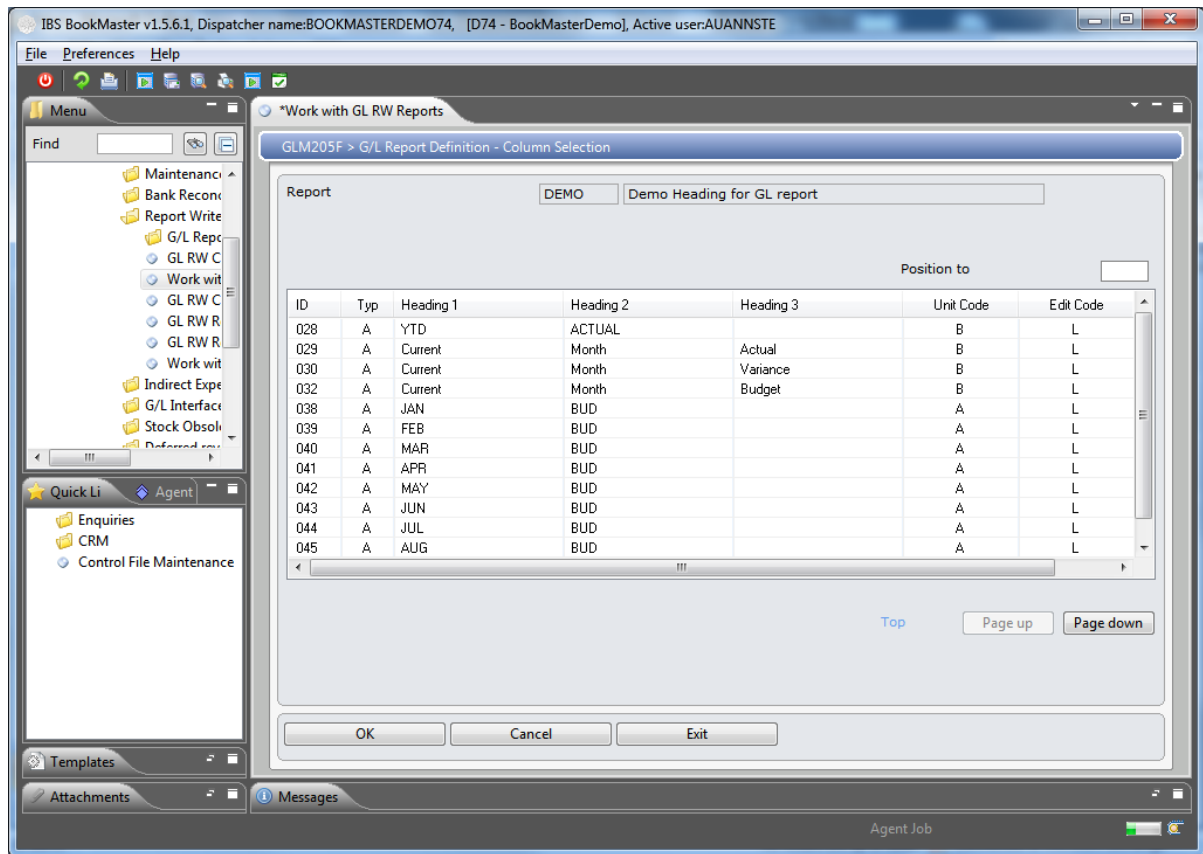 IBS BookMaster v1.5.6.1, Dispatcher name:BOOKMASTERDEMO74, [D74 - BookMasterDemo], Active user:AUANNSTE
File Preferences Help
Menu
Find
Maintenance
Bank Recon
Report Write
G/L Repo
GL RW C
Work wit
GL RW C
GL RW R
GL RW R
Work wit
Indirect Expe
G/L Interface
Stock Obsol
Deferred rev
Quick Li Agent
Enquiries
CRM
Control File Maintenance
Templates
Attachments
*Work with GL RW Reports
GLM205F > G/L Report Definition - Column Selection
Report DEMO Demo Heading for GL report
Position to
ID Typ Heading 1 Heading 2 Heading 3 Unit Code Edit Code
028 A YTD ACTUAL B L
029 A Current Month Actual B L
030 A Current Month Variance B L
032 A Current Month Budget B L
038 A JAN BUD A L
039 A FEB BUD A L
040 A MAR BUD A L
041 A APR BUD A L
042 A MAY BUD A L
043 A JUN BUD A L
044 A JUL BUD A L
045 A AUG BUD A L
Top Page up Page down
OK Cancel Exit
Messages
Agent Job